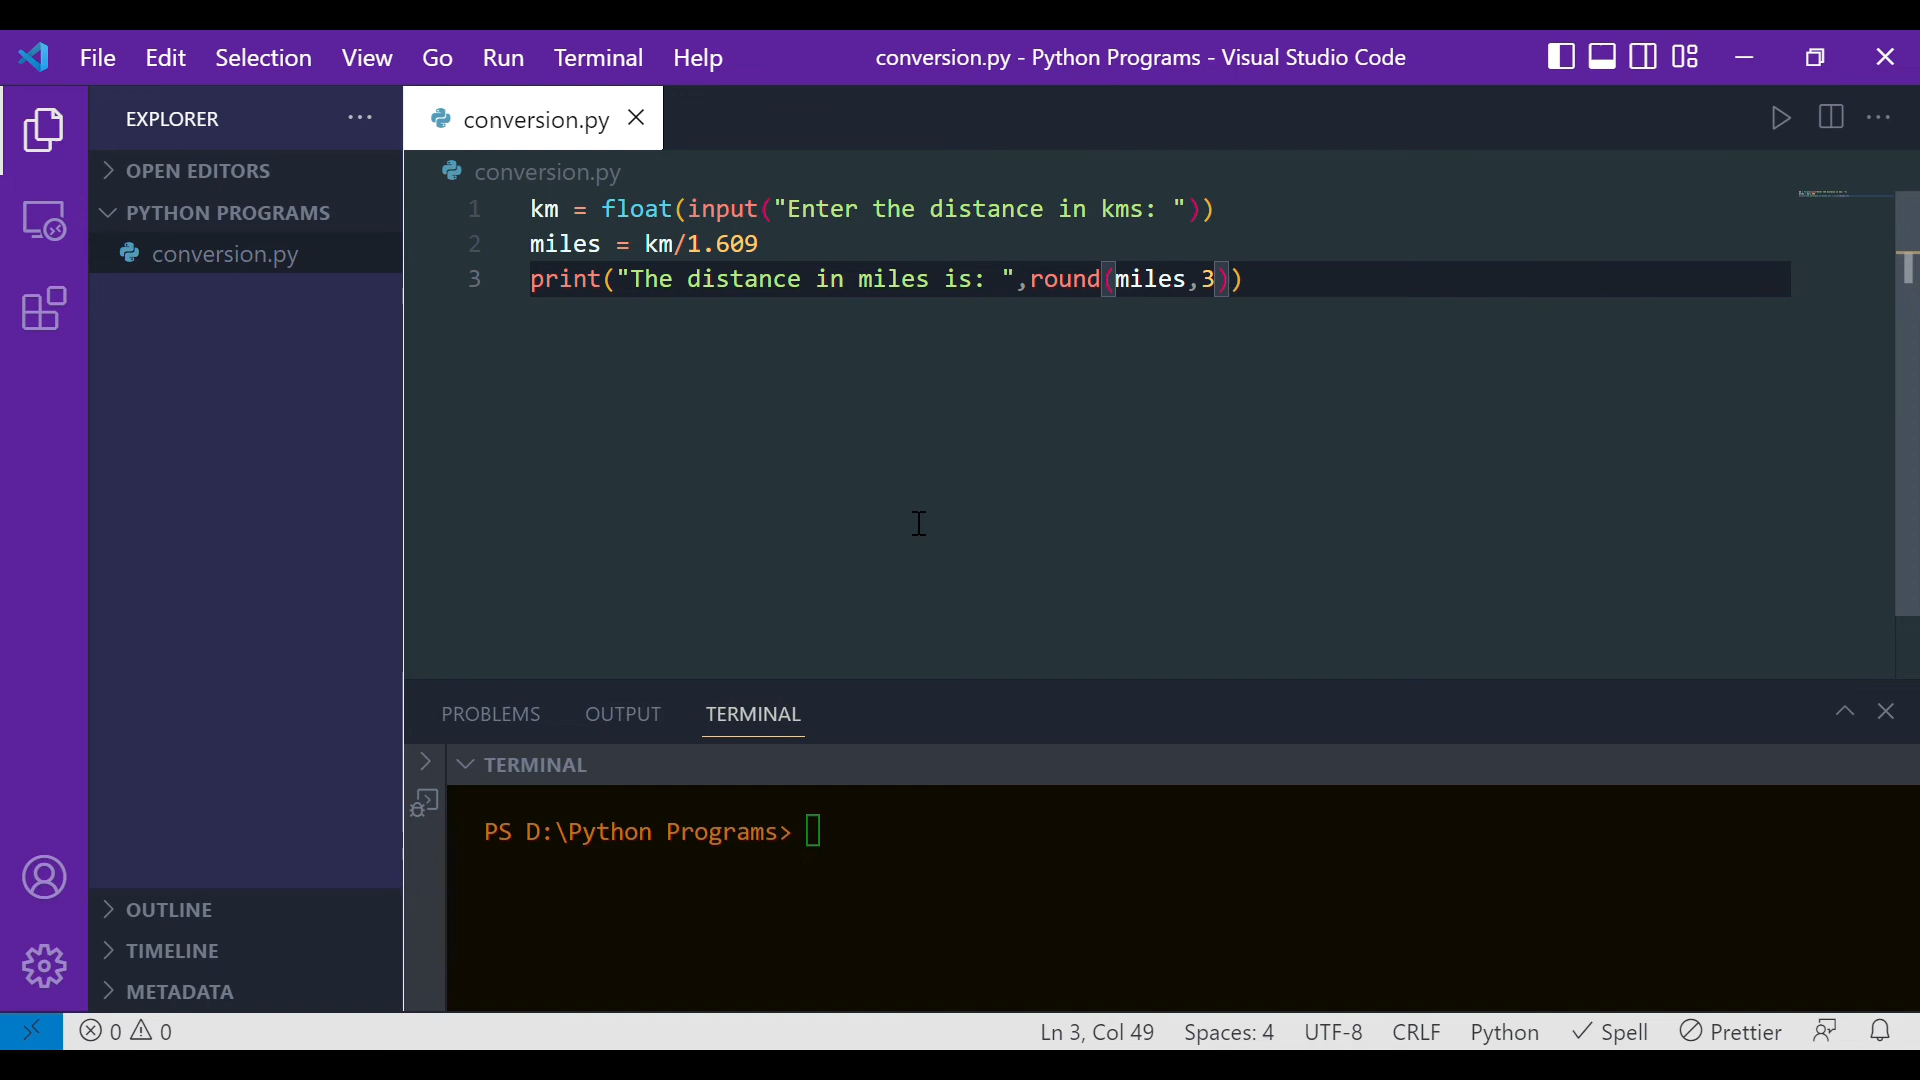 File Edit Selection View Go Run Terminal Help conversion.py - Python Programs - Visual Studio Code
EXPLORER ···
conversion.py
OPEN EDITORS
PYTHON PROGRAMS
conversion.py
OUTLINE
TIMELINE
METADATA
conversion.py
1 km = float(input("Enter the distance in kms: "))
2 miles = km/1.609
3 print("The distance in miles is: ",round(miles,3))
PROBLEMS OUTPUT TERMINAL
TERMINAL
PS D:\Python Programs>
0 0 Ln 3, Col 49 Spaces: 4 UTF-8 CRLF Python Spell Prettier